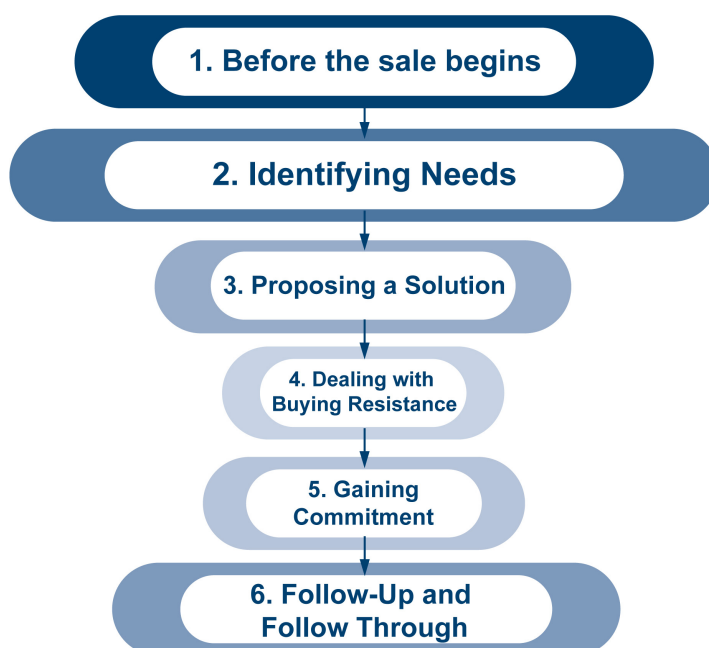 1. Before the sale begins
2. Identifying Needs
3. Proposing a Solution
4. Dealing with
Buying Resistance
5. Gaining
Commitment
6. Follow-Up and
Follow Through